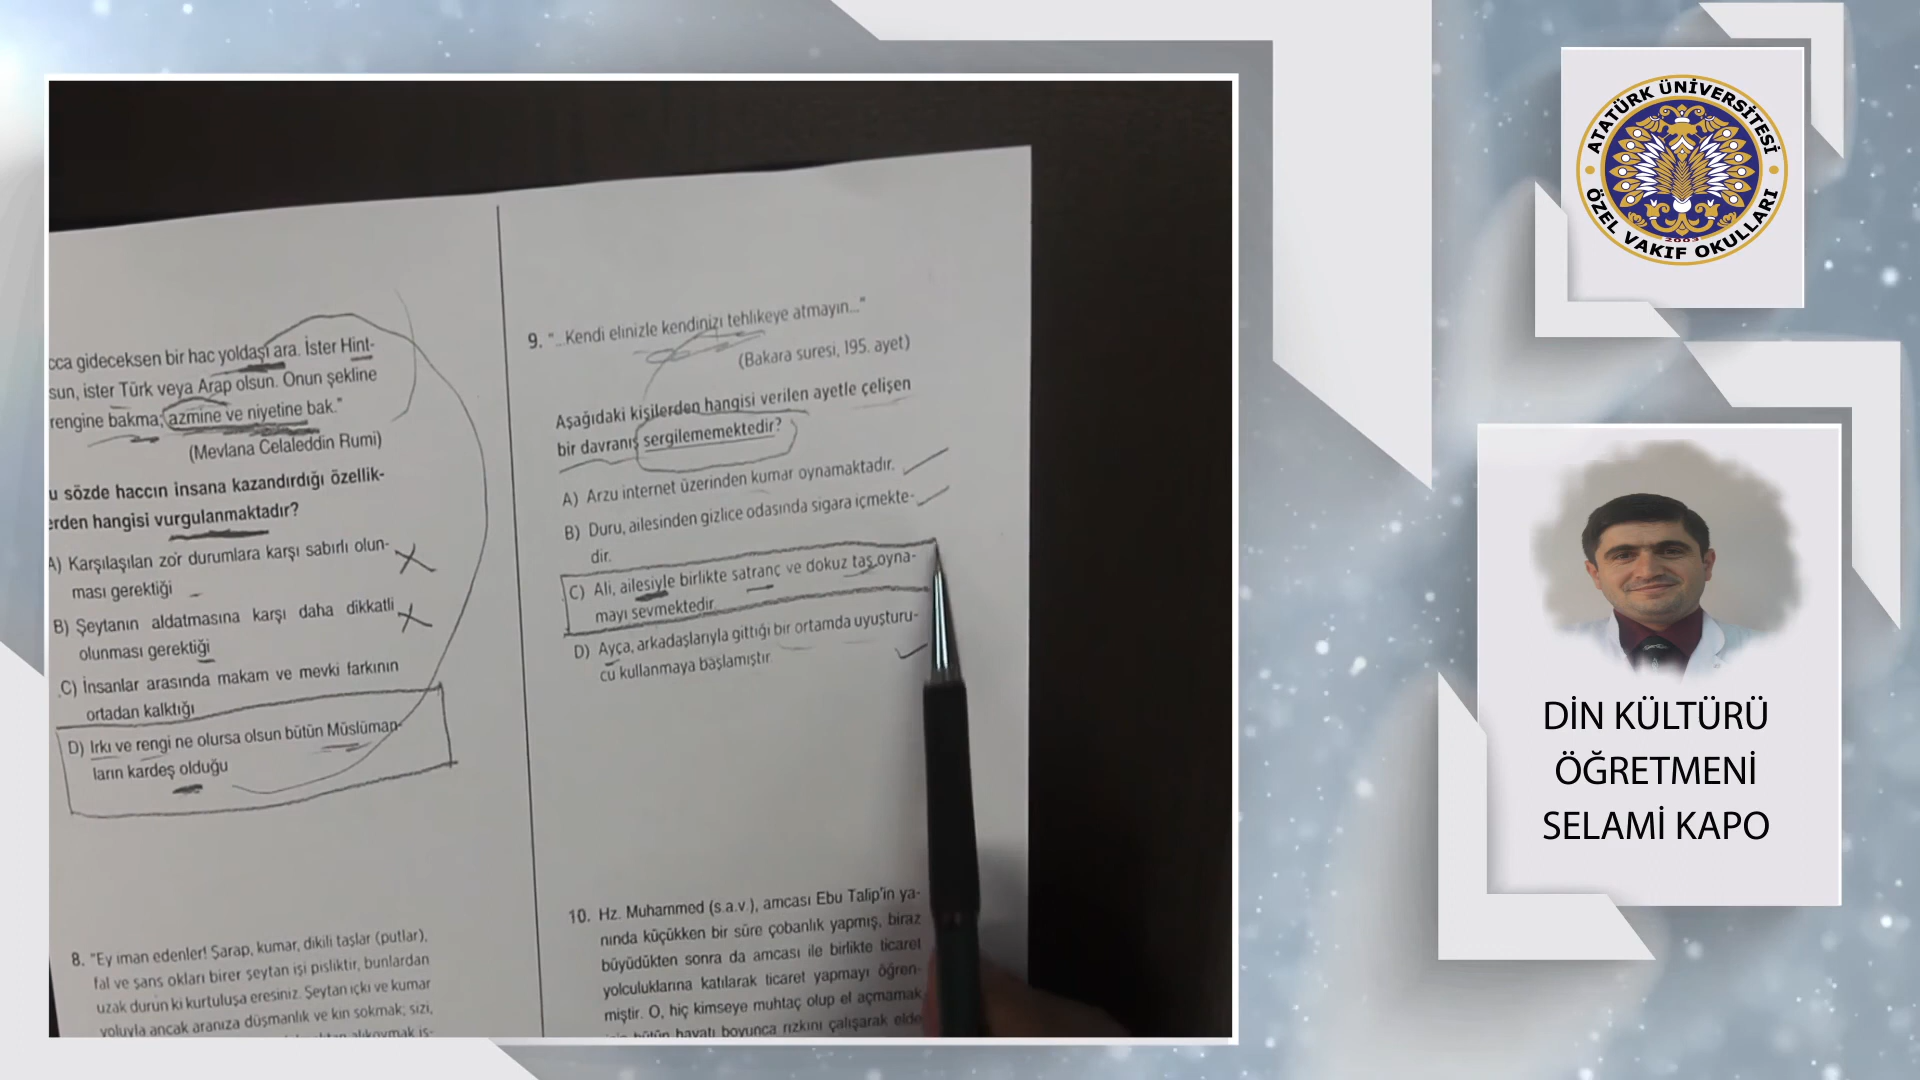 cca gideceksen bir hac yoldaşı ara. İster Hint-
sun, ister Türk veya Arap olsun. Onun şekline
rengine bakma; azmine ve niyetine bak."
(Mevlana Celaleddin Rumi)
u sözde haccın insana kazandırdığı özellik-
erden hangisi vurgulanmaktadır?
A) Karşılaşılan zor durumlara karşı sabırlı olun-
ması gerektiği
B) Şeytanın aldatmasına karşı daha dikkatli
olunması gerektiği
C) İnsanlar arasında makam ve mevki farkının
ortadan kalktığı
D) Irkı ve rengi ne olursa olsun bütün Müslüman-
ların kardeş olduğu
8. "Ey iman edenler! Şarap, kumar, dikili taşlar (putlar),
fal ve şans okları birer şeytan işi pisliktir, bunlardan
uzak durun ki kurtuluşa eresiniz. Şeytan içki ve kumar
yoluyla ancak aranıza düşmanlık ve kin sokmak; sizi,
9. "...Kendi elinizle kendinizi tehlikeye atmayın..."
(Bakara suresi, 195. ayet)
Aşağıdaki kişilerden hangisi verilen ayetle çelişen
bir davranış sergilememektedir?
A) Arzu internet üzerinden kumar oynamaktadır.
B) Duru, ailesinden gizlice odasında sigara içmekte-
dir.
C) Ali, ailesiyle birlikte satranç ve dokuz taş oyna-
mayı sevmektedir.
D) Ayça, arkadaşlarıyla gittiği bir ortamda uyuşturu-
cu kullanmaya başlamıştır.
10. Hz. Muhammed (s.a.v.), amcası Ebu Talip'in ya-
nında küçükken bir süre çobanlık yapmış, biraz
büyüdükten sonra da amcası ile birlikte ticaret
yolculuklarına katılarak ticaret yapmayı öğren-
miştir. O, hiç kimseye muhtaç olup el açmamak
için bütün hayatı boyunca rızkını çalışarak elde
ATATÜRK ÜNİVERSİTESİ
ÖZEL VAKIF OKULLARI
2003
DİN KÜLTÜRÜ
ÖĞRETMENİ
SELAMİ KAPO